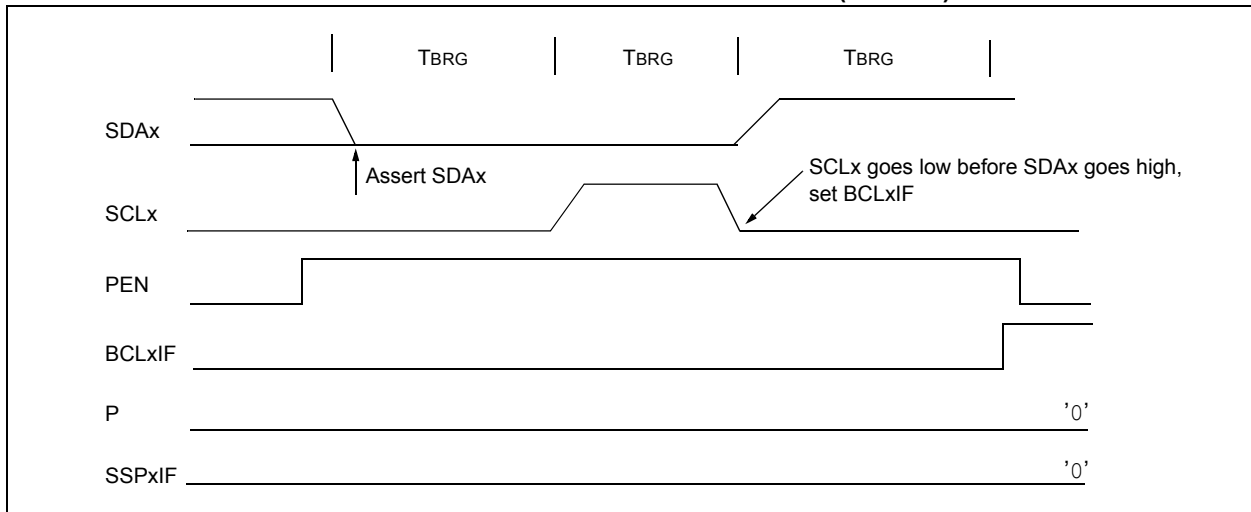 TBRG TBRG TBRG
SDAx
Assert SDAx
SCLx goes low before SDAx goes high,
set BCLxIF
SCLx
PEN
BCLxIF
P '0'
SSPxIF '0'